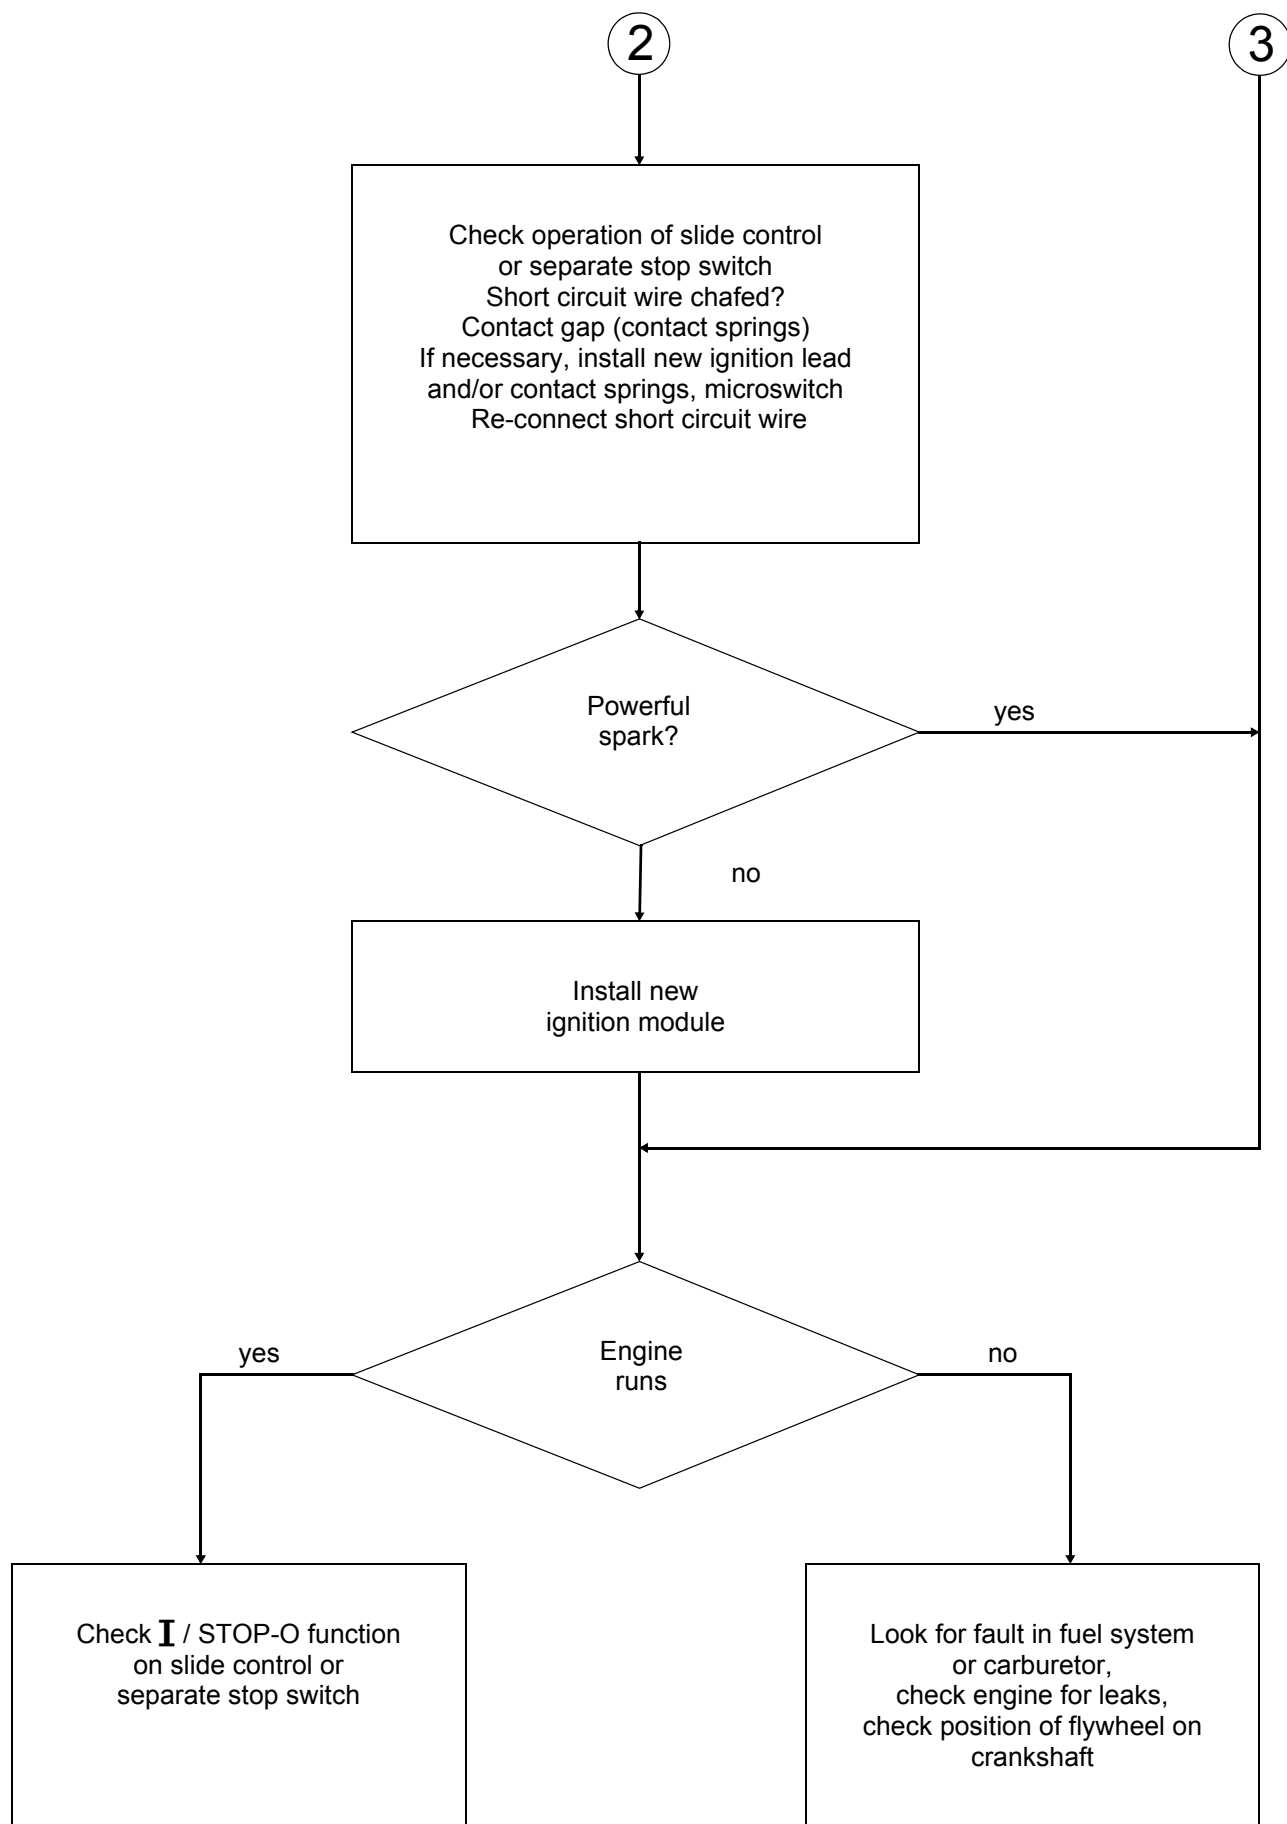 2
3
Check operation of slide control
or separate stop switch
Short circuit wire chafed?
Contact gap (contact springs)
If necessary, install new ignition lead
and/or contact springs, microswitch
Re-connect short circuit wire
Powerful
spark?
yes
no
Install new
ignition module
Engine
runs
yes
no
Check I / STOP-O function
on slide control or
separate stop switch
Look for fault in fuel system
or carburetor,
check engine for leaks,
check position of flywheel on
crankshaft